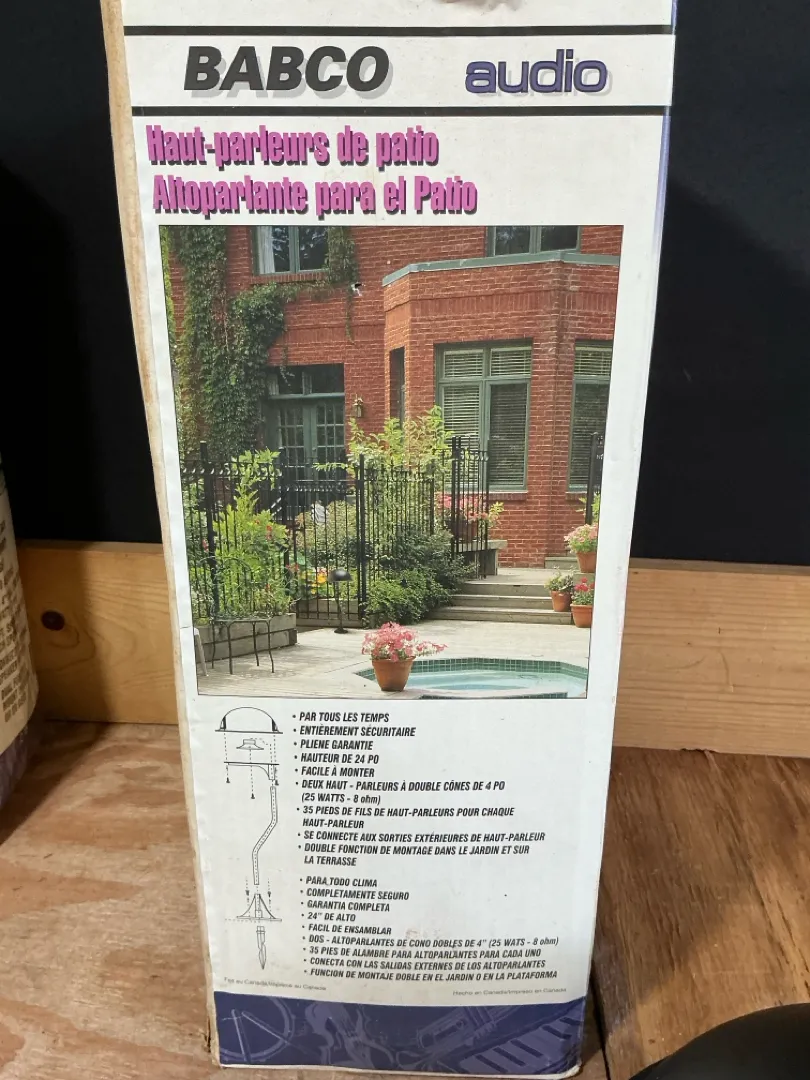 BABCO audio
Haut-parleurs de patio
Altoparlante para el Patio
• PAR TOUS LES TEMPS
• ENTIÈREMENT SÉCURITAIRE
• PLIENE GARANTIE
• HAUTEUR DE 24 PO
• FACILE À MONTER
• DEUX HAUT - PARLEURS À DOUBLE CÔNES DE 4 PO
(25 WATTS - 8 ohm)
• 35 PIEDS DE FILS DE HAUT-PARLEURS POUR CHAQUE
HAUT-PARLEUR
• SE CONNECTE AUX SORTIES EXTÉRIEURES DE HAUT-PARLEUR
• DOUBLE FONCTION DE MONTAGE DANS LE JARDIN ET SUR
LA TERRASSE
• PARA TODO CLIMA
• COMPLETAMENTE SEGURO
• GARANTIA COMPLETA
• 24" DE ALTO
• FACIL DE ENSAMBLAR
• DOS - ALTOPARLANTES DE CONO DOBLES DE 4" (25 WATS - 8 ohm)
• 35 PIES DE ALAMBRE PARA ALTOPARLANTES PARA CADA UNO
• CONECTA CON LAS SALIDAS EXTERNES DE LOS ALTOPARLANTES
• FUNCION DE MONTAJE DOBLE EN EL JARDIN O EN LA PLATAFORMA
Hecho en Canada/Impreso en Canada